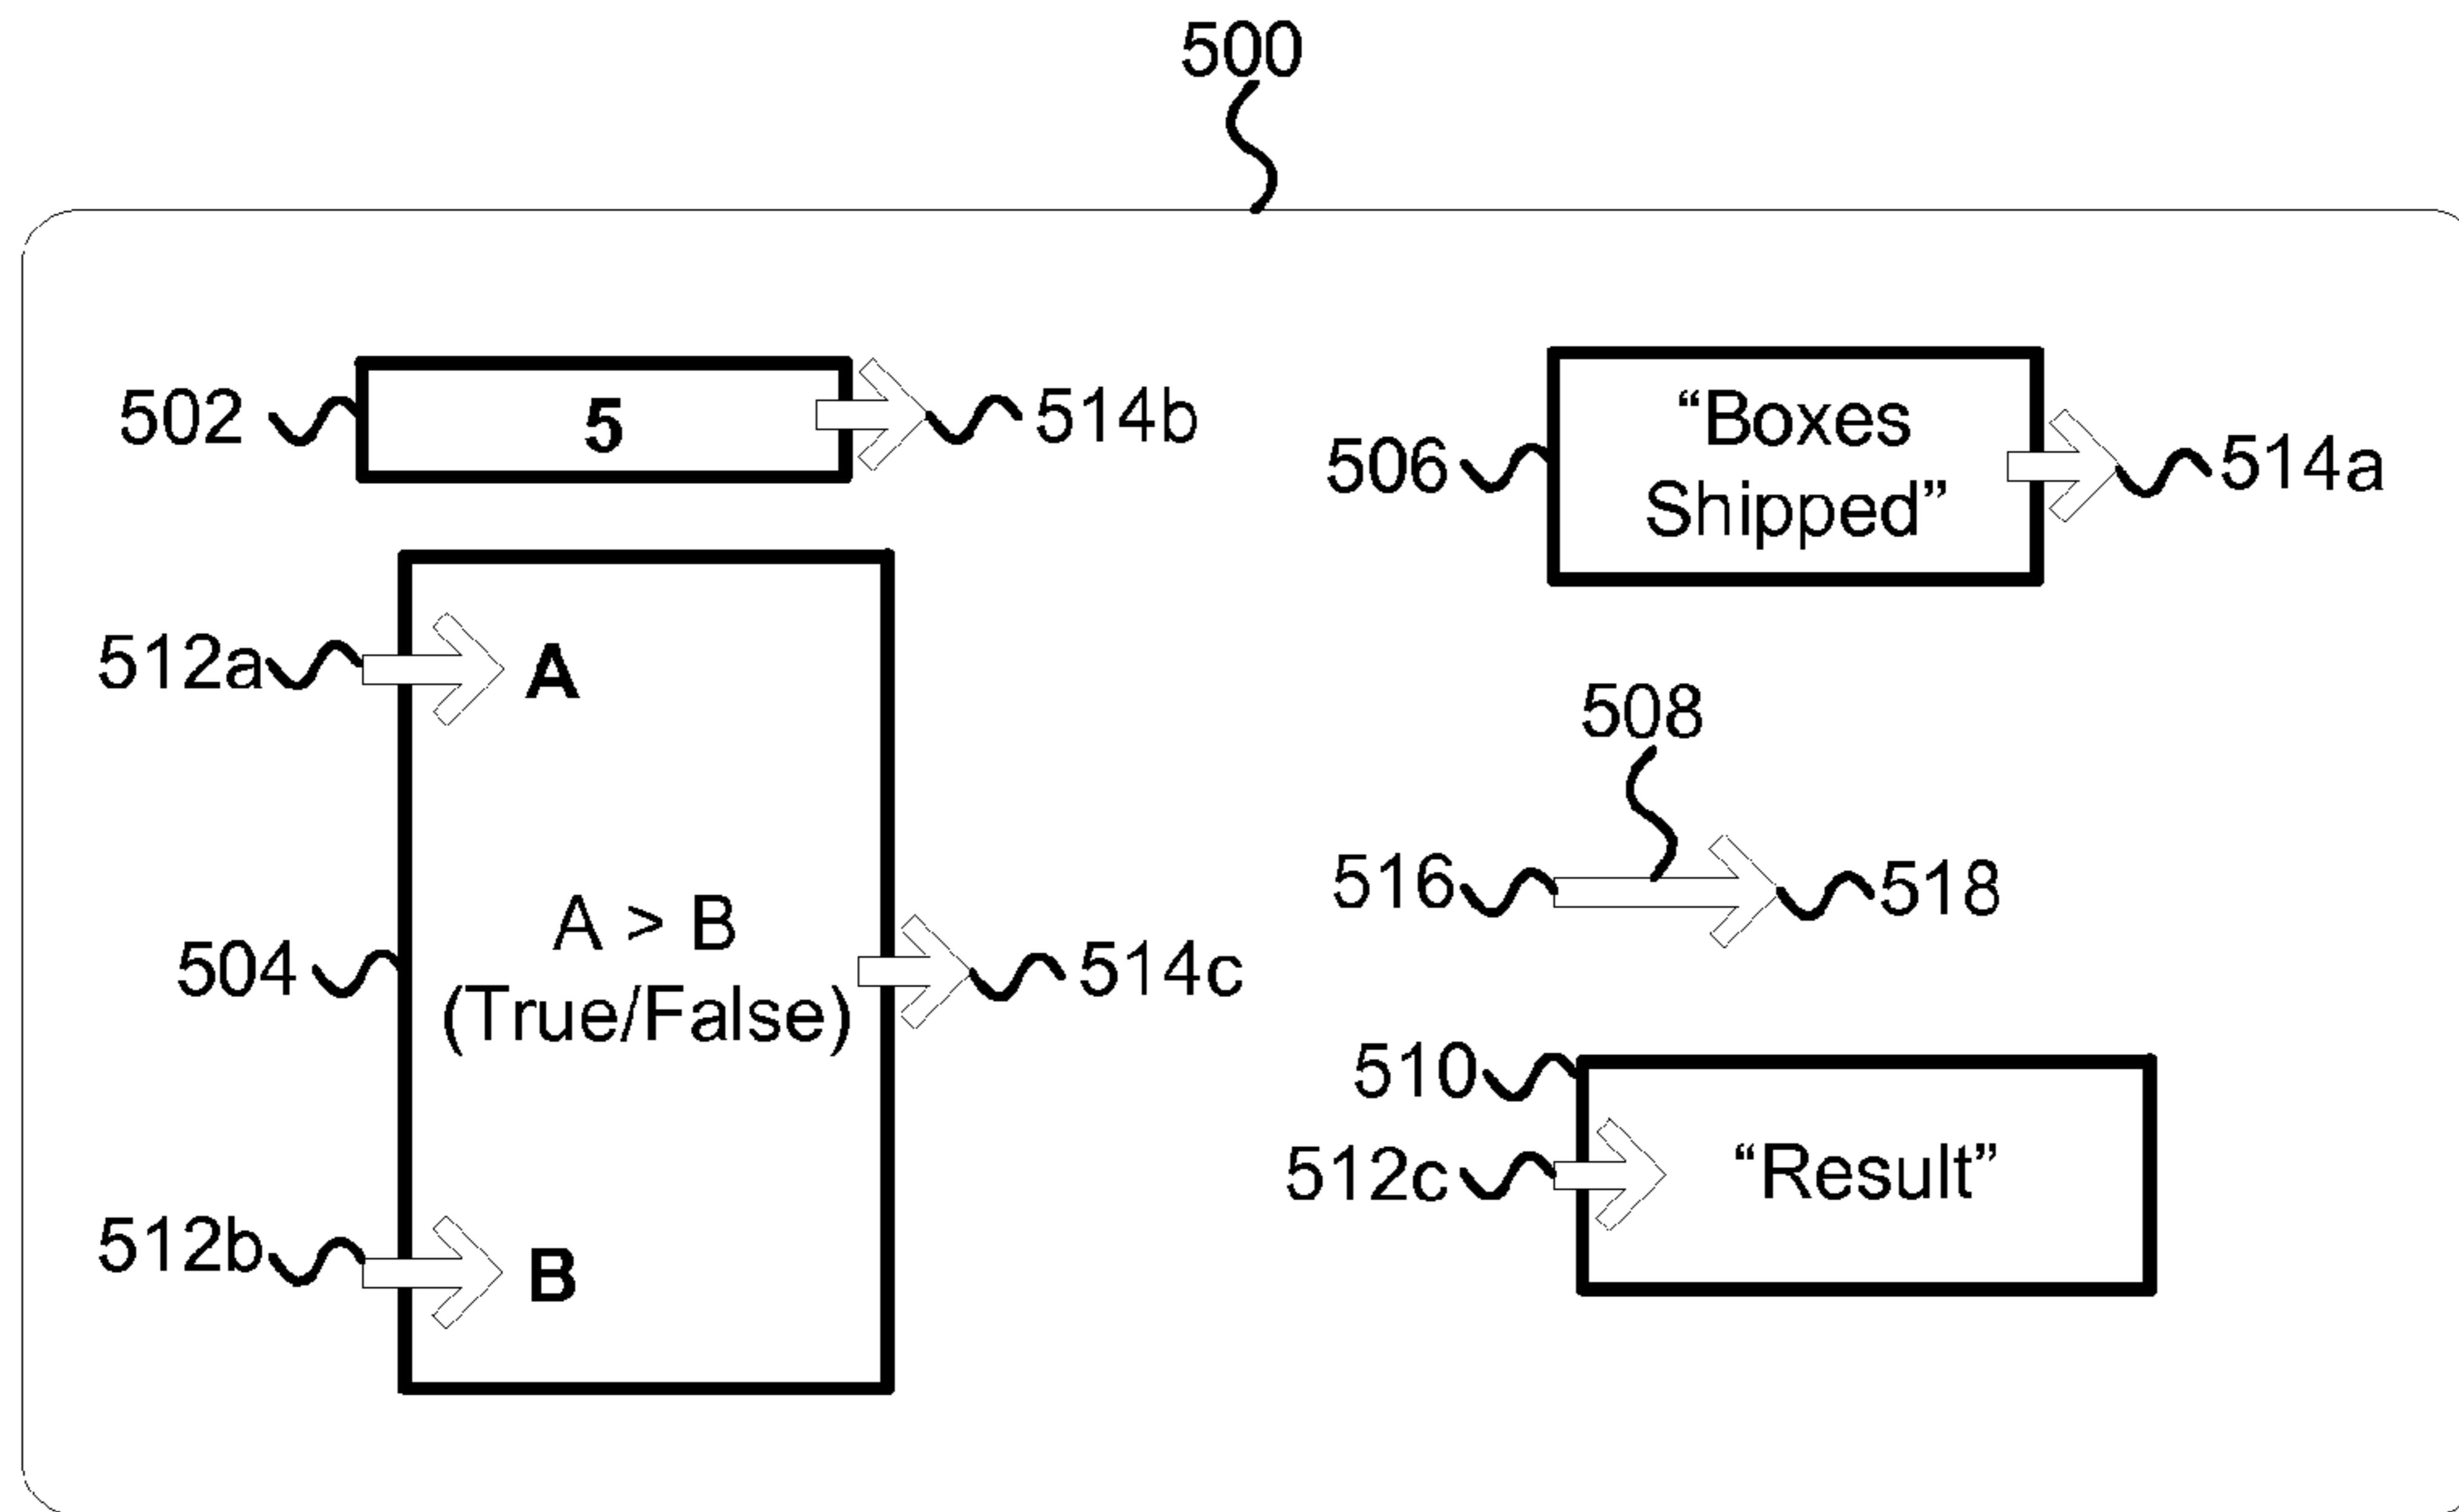 500
502
5
514b
506
“Boxes
Shipped”
514a
512a
A
508
516
518
504
A > B
(True/False)
514c
510
512c
“Result”
512b
B